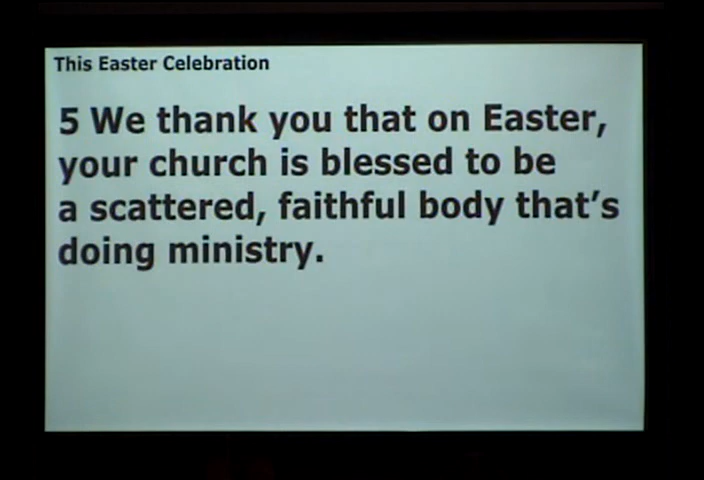 This Easter Celebration
5 We thank you that on Easter,
your church is blessed to be
a scattered, faithful body that's
doing ministry.